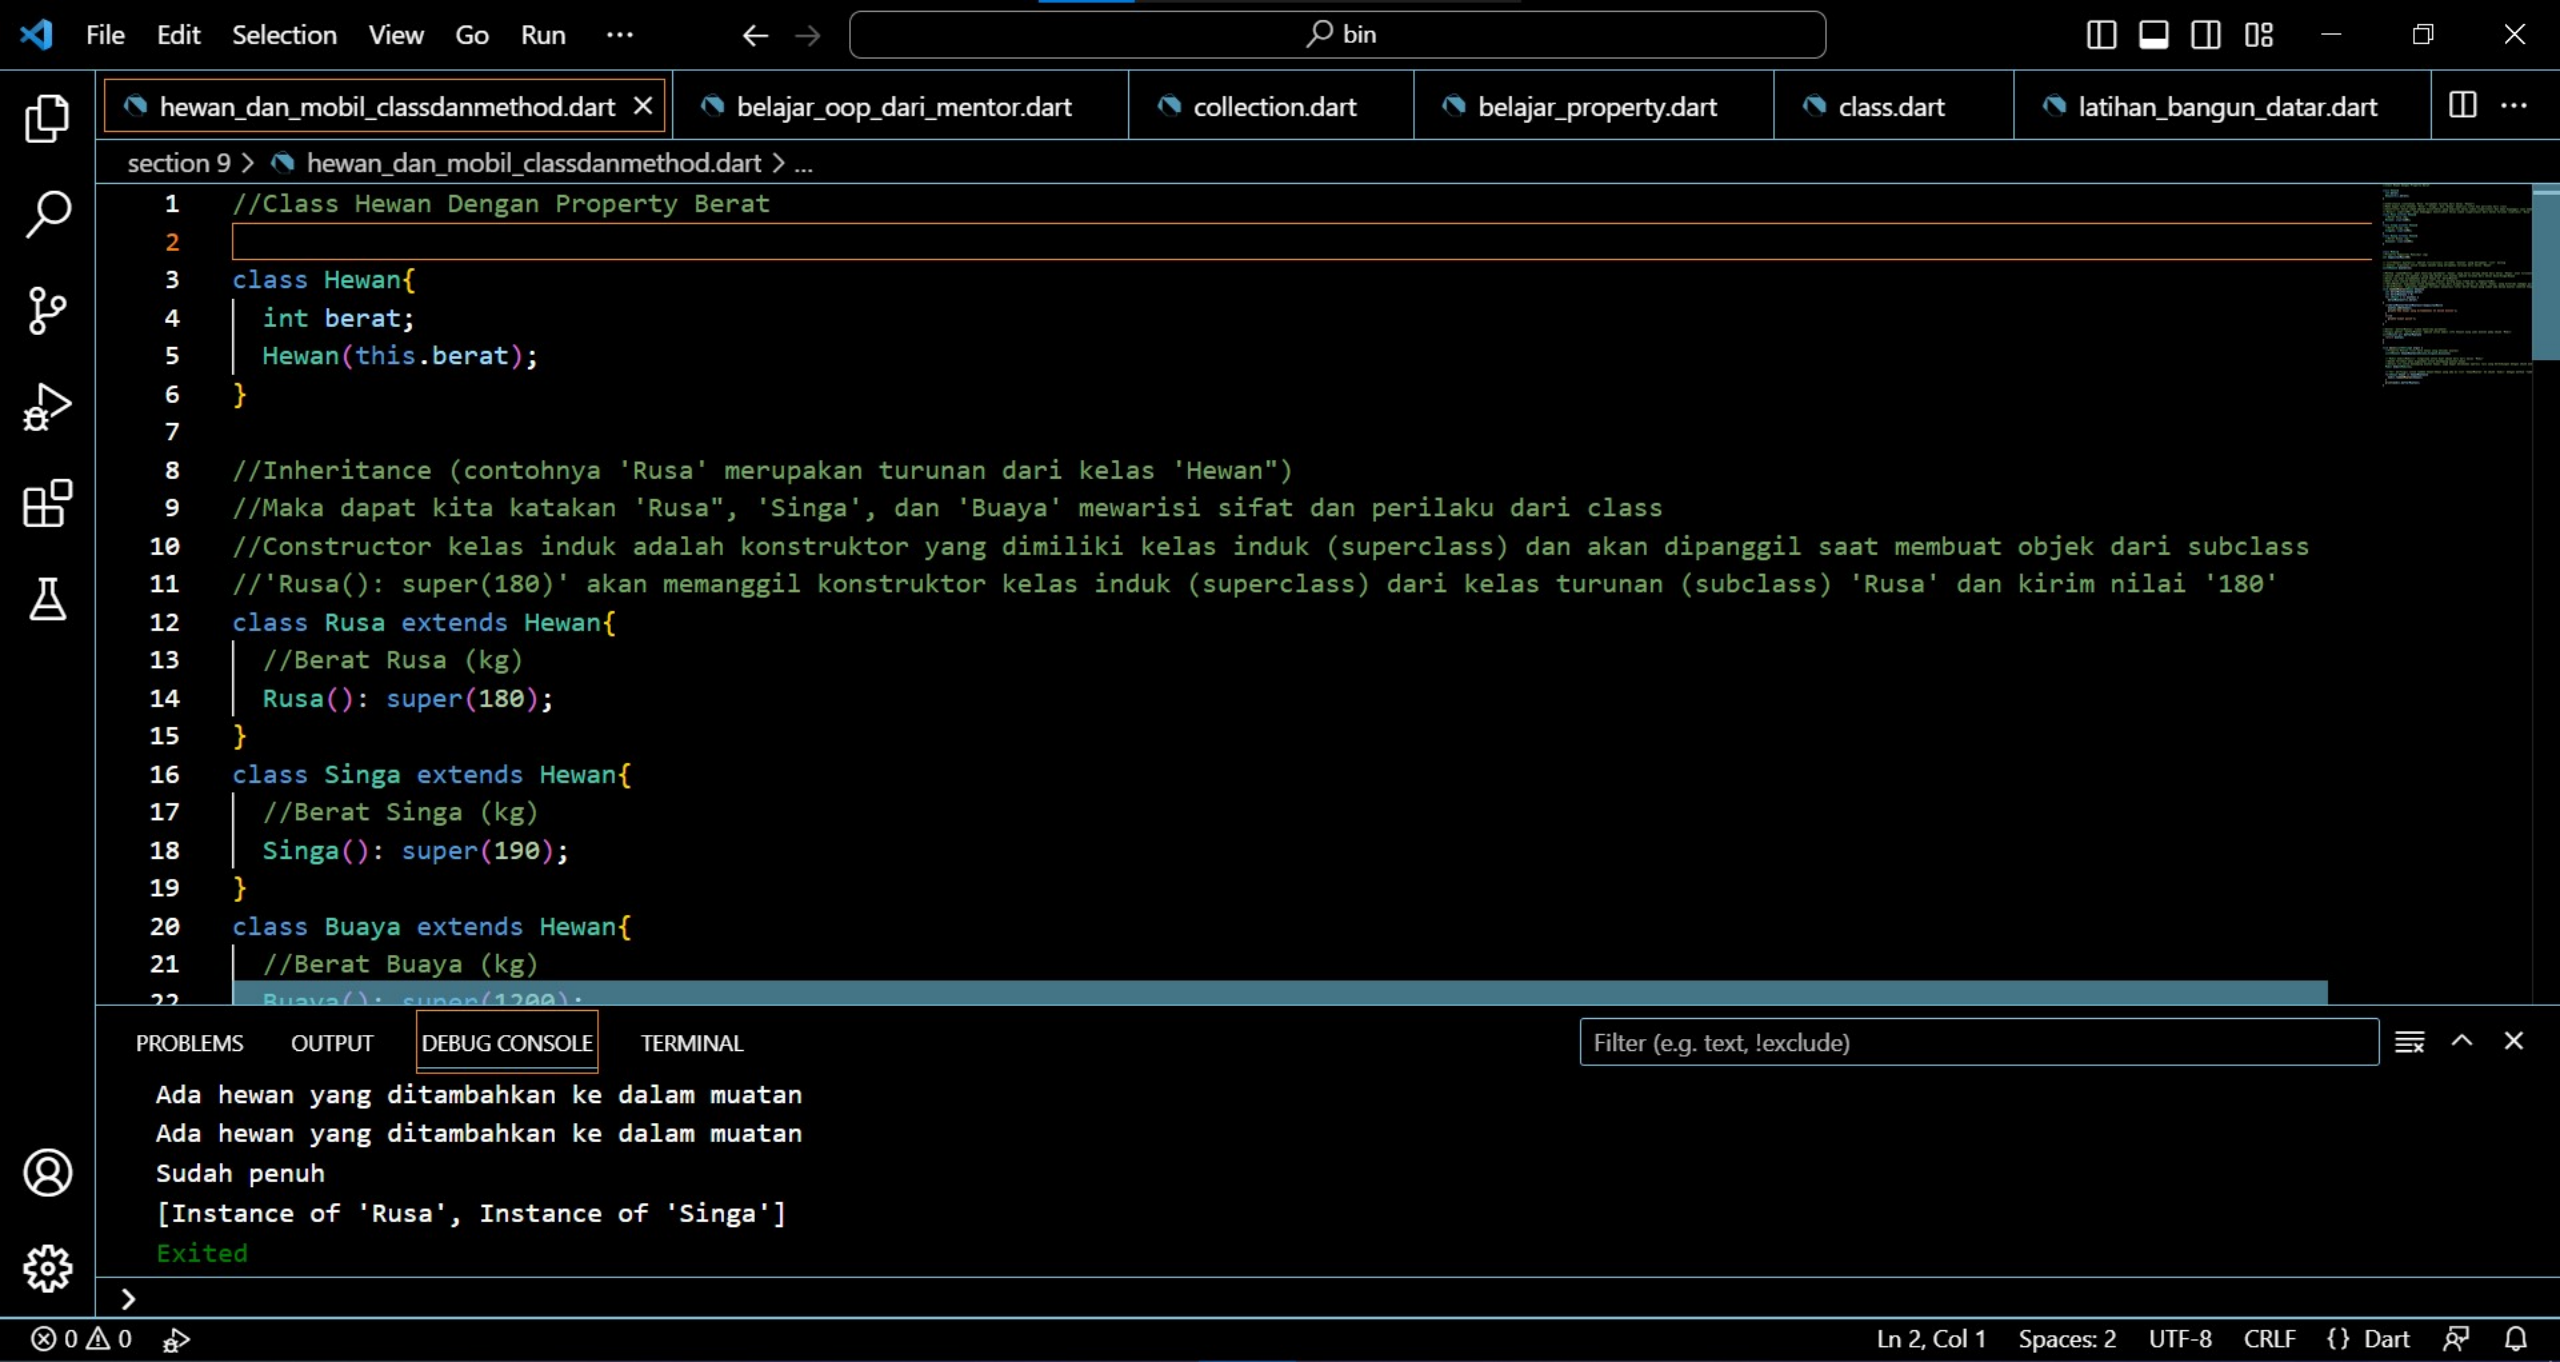 File Edit Selection View Go Run ··· bin
hewan_dan_mobil_classdanmethod.dart belajar_oop_dari_mentor.dart collection.dart belajar_property.dart class.dart latihan_bangun_datar.dart
section 9 > hewan_dan_mobil_classdanmethod.dart > ...
1 //Class Hewan Dengan Property Berat
2
3 class Hewan{
4 int berat;
5 Hewan(this.berat);
6 }
7
8 //Inheritance (contohnya 'Rusa' merupakan turunan dari kelas 'Hewan")
9 //Maka dapat kita katakan 'Rusa", 'Singa', dan 'Buaya' mewarisi sifat dan perilaku dari class
10 //Constructor kelas induk adalah konstruktor yang dimiliki kelas induk (superclass) dan akan dipanggil saat membuat objek dari subclass
11 //'Rusa(): super(180)' akan memanggil konstruktor kelas induk (superclass) dari kelas turunan (subclass) 'Rusa' dan kirim nilai '180'
12 class Rusa extends Hewan{
13 //Berat Rusa (kg)
14 Rusa(): super(180);
15 }
16 class Singa extends Hewan{
17 //Berat Singa (kg)
18 Singa(): super(190);
19 }
20 class Buaya extends Hewan{
21 //Berat Buaya (kg)
22 Buaya(): super(1200);
PROBLEMS OUTPUT DEBUG CONSOLE TERMINAL Filter (e.g. text, !exclude)
Ada hewan yang ditambahkan ke dalam muatan
Ada hewan yang ditambahkan ke dalam muatan
Sudah penuh
[Instance of 'Rusa', Instance of 'Singa']
Exited
>
0 0 Ln 2, Col 1 Spaces: 2 UTF-8 CRLF {} Dart